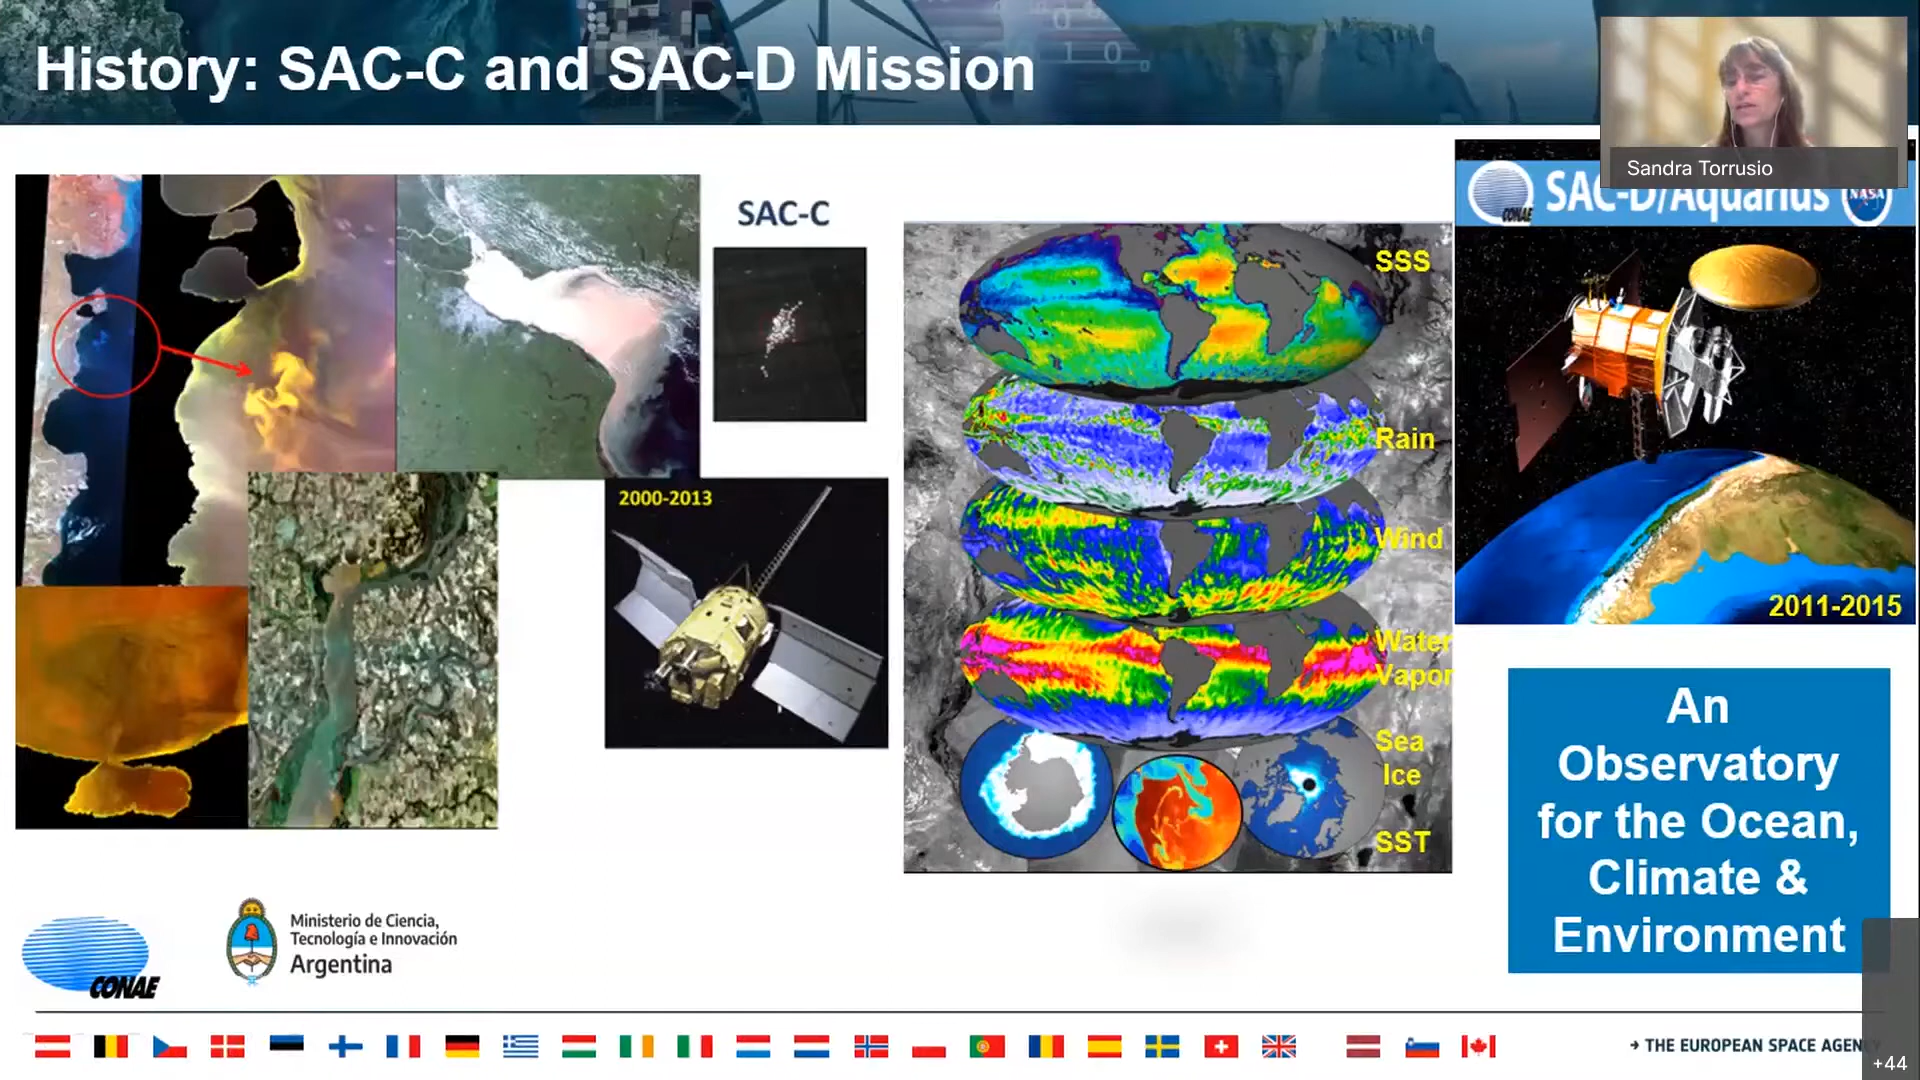 History: SAC-C and SAC-D Mission
Sandra Torrusio
SAC-C
2000-2013
SSS
Rain
Wind
Water
Vapor
Sea
Ice
SST
CONAE
SAC-D/Aquarius
NASA
2011-2015
An
Observatory
for the Ocean,
Climate &
Environment
CONAE
Ministerio de Ciencia,
Tecnología e Innovación
Argentina
→ THE EUROPEAN SPACE AGENCY
+44